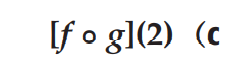 [f ∘ g](2) (c